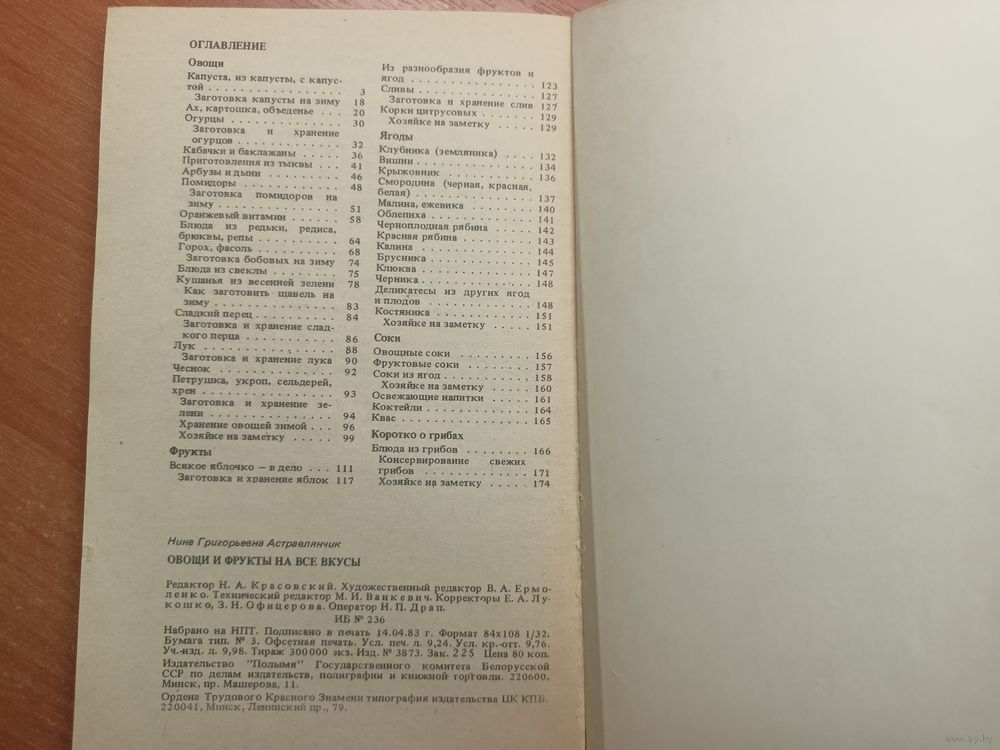 ОГЛАВЛЕНИЕ
Овощи
Капуста, из капусты, с капус-
той . . . . . . . . . . . . . . . 3
Заготовка капусты на зиму 18
Ах, картошка, объеденье . . . 20
Огурцы . . . . . . . . . . . . . 30
Заготовка и хранение
огурцов . . . . . . . . . . . . 32
Кабачки и баклажаны . . . . . 36
Приготовления из тыквы . . . . 41
Арбузы и дыни . . . . . . . . . 46
Помидоры . . . . . . . . . . . . 48
Заготовка помидоров на
зиму . . . . . . . . . . . . . . 51
Оранжевый витамин . . . . . . 58
Блюда из редьки, редиса,
брюквы, репы . . . . . . . . . 64
Горох, фасоль . . . . . . . . . 68
Заготовка бобовых на зиму 74
Блюда из свеклы . . . . . . . . 75
Кушанья из весенней зелени 78
Как заготовить щавель на
зиму . . . . . . . . . . . . . . 83
Сладкий перец . . . . . . . . . 84
Заготовка и хранение слад-
кого перца . . . . . . . . . . . 86
Лук . . . . . . . . . . . . . . . 88
Заготовка и хранение лука 90
Чеснок . . . . . . . . . . . . . 92
Петрушка, укроп, сельдерей,
хрен . . . . . . . . . . . . . . 93
Заготовка и хранение зе-
лени . . . . . . . . . . . . . . 94
Хранение овощей зимой . . . 96
Хозяйке на заметку . . . . . 99
Фрукты
Всякое яблочко — в дело . . . 111
Заготовка и хранение яблок 117
Из разнообразия фруктов и
ягод . . . . . . . . . . . . . . 123
Сливы . . . . . . . . . . . . . 127
Заготовка и хранение слив 127
Корки цитрусовых . . . . . . . 129
Хозяйке на заметку . . . . . 129
Ягоды
Клубника (земляника) . . . . 132
Вишни . . . . . . . . . . . . . 134
Крыжовник . . . . . . . . . . . 136
Смородина (черная, красная,
белая) . . . . . . . . . . . . . 137
Малина, ежевика . . . . . . . . 140
Облепиха . . . . . . . . . . . . 141
Черноплодная рябина . . . . . 142
Красная рябина . . . . . . . . 143
Калина . . . . . . . . . . . . . 144
Брусника . . . . . . . . . . . . 145
Клюква . . . . . . . . . . . . . 147
Черника . . . . . . . . . . . . . 148
Деликатесы из других ягод
и плодов . . . . . . . . . . . . 148
Костяника . . . . . . . . . . . . 151
Хозяйке на заметку . . . . . 151
Соки
Овощные соки . . . . . . . . . 156
Фруктовые соки . . . . . . . . 157
Соки из ягод . . . . . . . . . . 158
Хозяйке на заметку . . . . . 160
Освежающие напитки . . . . . 161
Коктейли . . . . . . . . . . . . 164
Квас . . . . . . . . . . . . . . 165
Коротко о грибах
Блюда из грибов . . . . . . . . 166
Консервирование свежих
грибов . . . . . . . . . . . . . 171
Хозяйке на заметку . . . . . 174
Нина Григорьевна Астравлянчик
ОВОЩИ И ФРУКТЫ НА ВСЕ ВКУСЫ
Редактор Н. А. Красовский. Художественный редактор В. А. Ермо-
ленко. Технический редактор М. И. Ванкевич. Корректоры Е. А. Лу-
кошко, З. Н. Офицерова. Оператор Н. П. Драп.
ИБ № 236
Набрано на НПТ. Подписано в печать 14.04.83 г. Формат 84х108 1/32.
Бумага тип. № 3. Офсетная печать. Усл. печ. л. 9,24. Усл. кр.-отт. 9,76.
Уч.-изд. л. 9,98. Тираж 300000 экз. Изд. № 3873. Зак. 225 Цена 80 коп.
Издательство "Полымя" Государственного комитета Белорусской
ССР по делам издательств, полиграфии и книжной торговли. 220600,
Минск, пр. Машерова, 11.
Ордена Трудового Красного Знамени типография издательства ЦК КПБ.
220041, Минск, Ленинский пр., 79.
www.ay.by